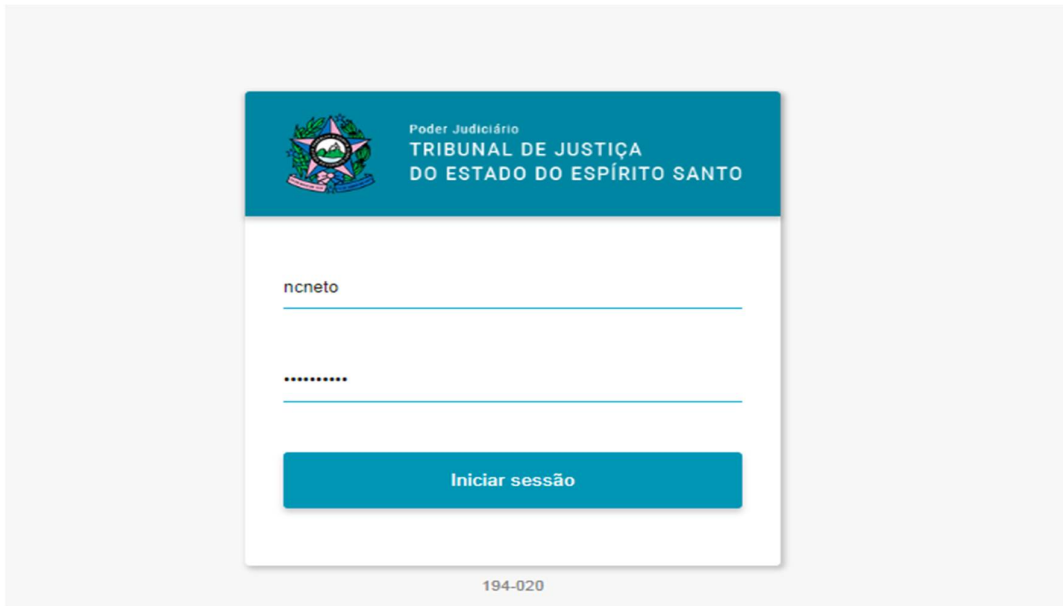 Poder Judiciário
TRIBUNAL DE JUSTIÇA
DO ESTADO DO ESPÍRITO SANTO
ncneto
••••••••••
Iniciar sessão
194-020